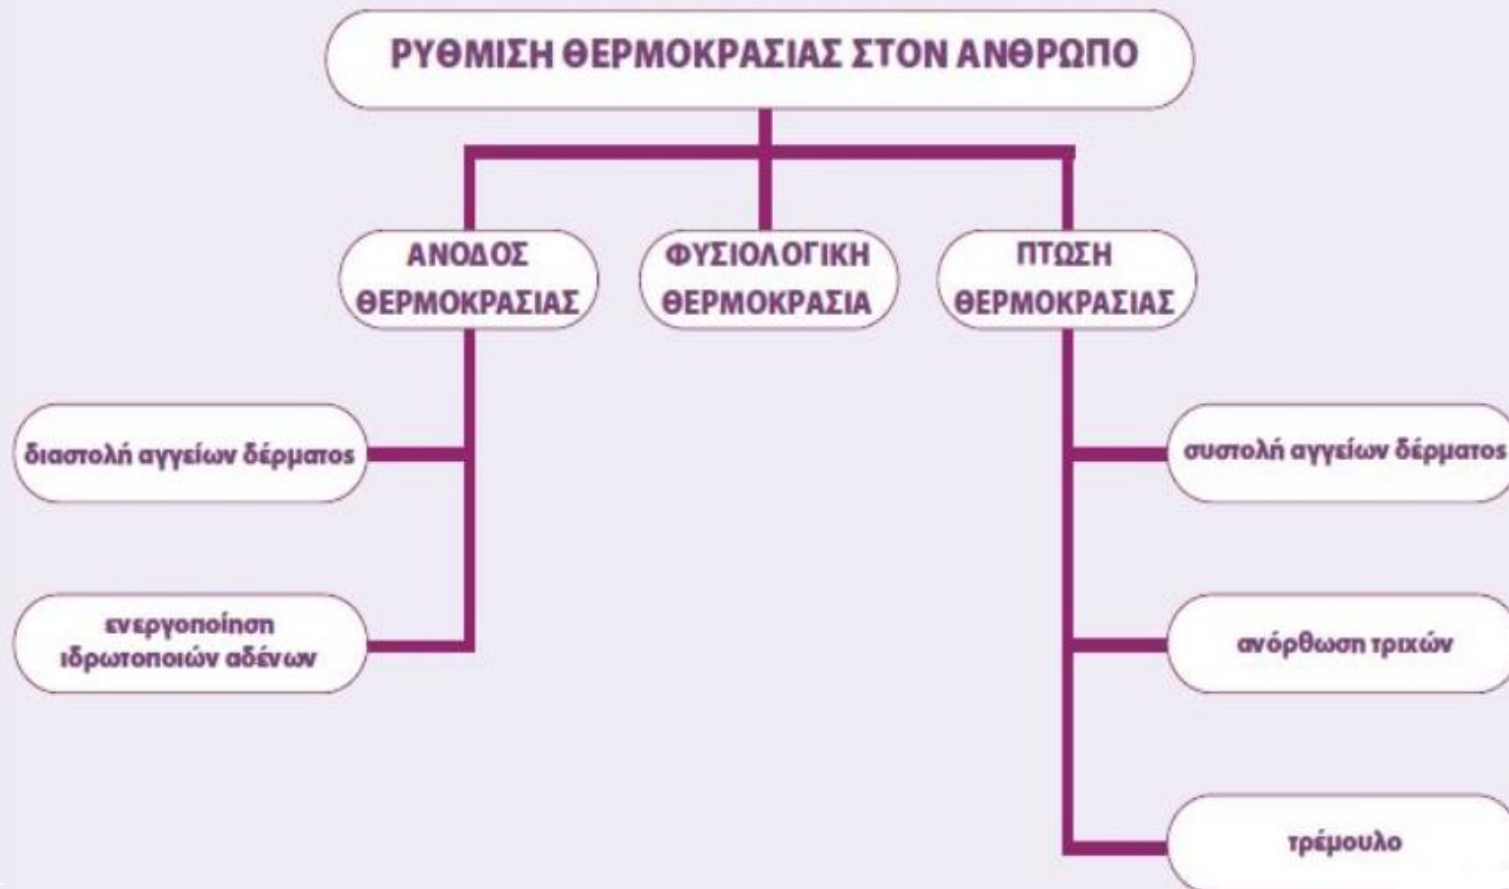 ΡΥΘΜΙΣΗ ΘΕΡΜΟΚΡΑΣΙΑΣ ΣΤΟΝ ΑΝΘΡΩΠΟ
ΑΝΟΔΟΣ
ΘΕΡΜΟΚΡΑΣΙΑΣ
ΦΥΣΙΟΛΟΓΙΚΗ
ΘΕΡΜΟΚΡΑΣΙΑ
ΠΤΩΣΗ
ΘΕΡΜΟΚΡΑΣΙΑΣ
διαστολή αγγείων δέρματος
συστολή αγγείων δέρματος
ενεργοποίηση
ιδρωτοποιών αδένων
ανόρθωση τριχών
τρέμουλο